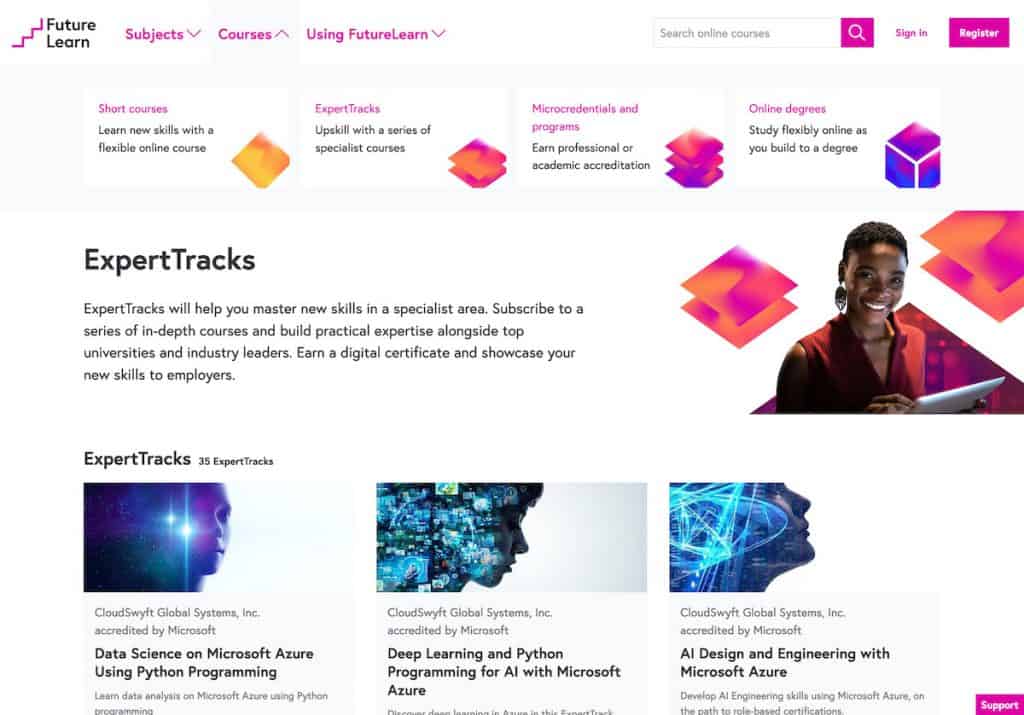 Future
Learn
Subjects
Courses
Using FutureLearn
Search online courses
Sign in
Register
Short courses
Learn new skills with a
flexible online course
ExpertTracks
Upskill with a series of
specialist courses
Microcredentials and
programs
Earn professional or
academic accreditation
Online degrees
Study flexibly online as
you build to a degree
ExpertTracks
ExpertTracks will help you master new skills in a specialist area. Subscribe to a
series of in-depth courses and build practical expertise alongside top
universities and industry leaders. Earn a digital certificate and showcase your
new skills to employers.
ExpertTracks 35 ExpertTracks
CloudSwyft Global Systems, Inc.
accredited by Microsoft
Data Science on Microsoft Azure
Using Python Programming
Learn data analysis on Microsoft Azure using Python
programming
CloudSwyft Global Systems, Inc.
accredited by Microsoft
Deep Learning and Python
Programming for AI with Microsoft
Azure
Discover deep learning in Azure in this ExpertTrack
CloudSwyft Global Systems, Inc.
accredited by Microsoft
AI Design and Engineering with
Microsoft Azure
Develop AI Engineering skills using Microsoft Azure, on
the path to role-based certifications.
Support